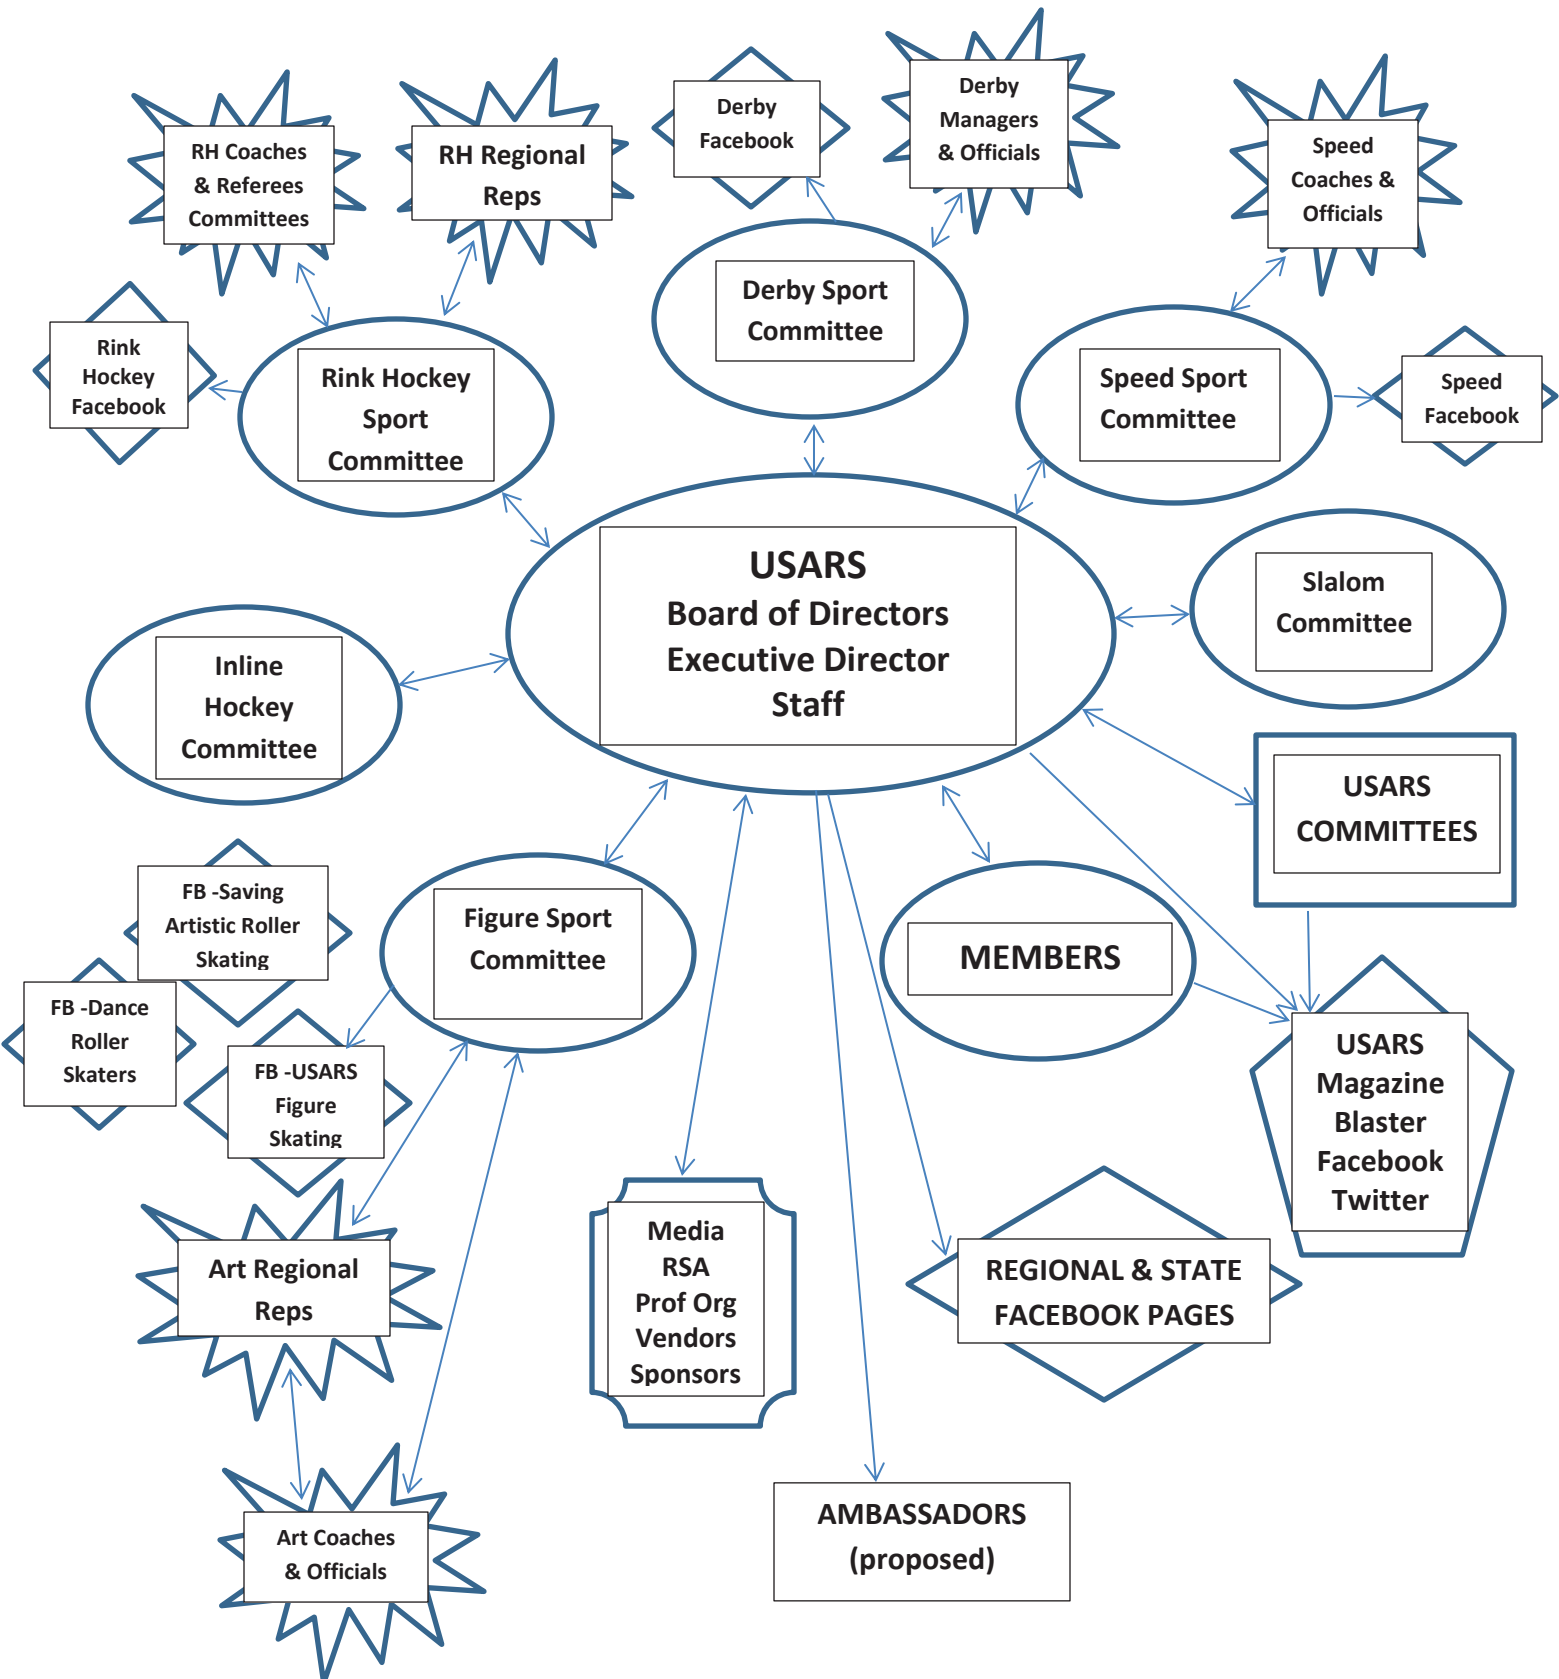 Derby
Facebook
Derby
Managers
& Officials
RH Coaches
& Referees
Committees
RH Regional
Reps
Speed
Coaches &
Officials
Derby Sport
Committee
Rink
Hockey
Facebook
Rink Hockey
Sport
Committee
Speed Sport
Committee
Speed
Facebook
USARS
Board of Directors
Executive Director
Staff
Slalom
Committee
Inline
Hockey
Committee
USARS
COMMITTEES
FB -Saving
Artistic Roller
Skating
Figure Sport
Committee
MEMBERS
FB -Dance
Roller
Skaters
FB -USARS
Figure
Skating
USARS
Magazine
Blaster
Facebook
Twitter
Art Regional
Reps
Media
RSA
Prof Org
Vendors
Sponsors
REGIONAL & STATE
FACEBOOK PAGES
Art Coaches
& Officials
AMBASSADORS
(proposed)